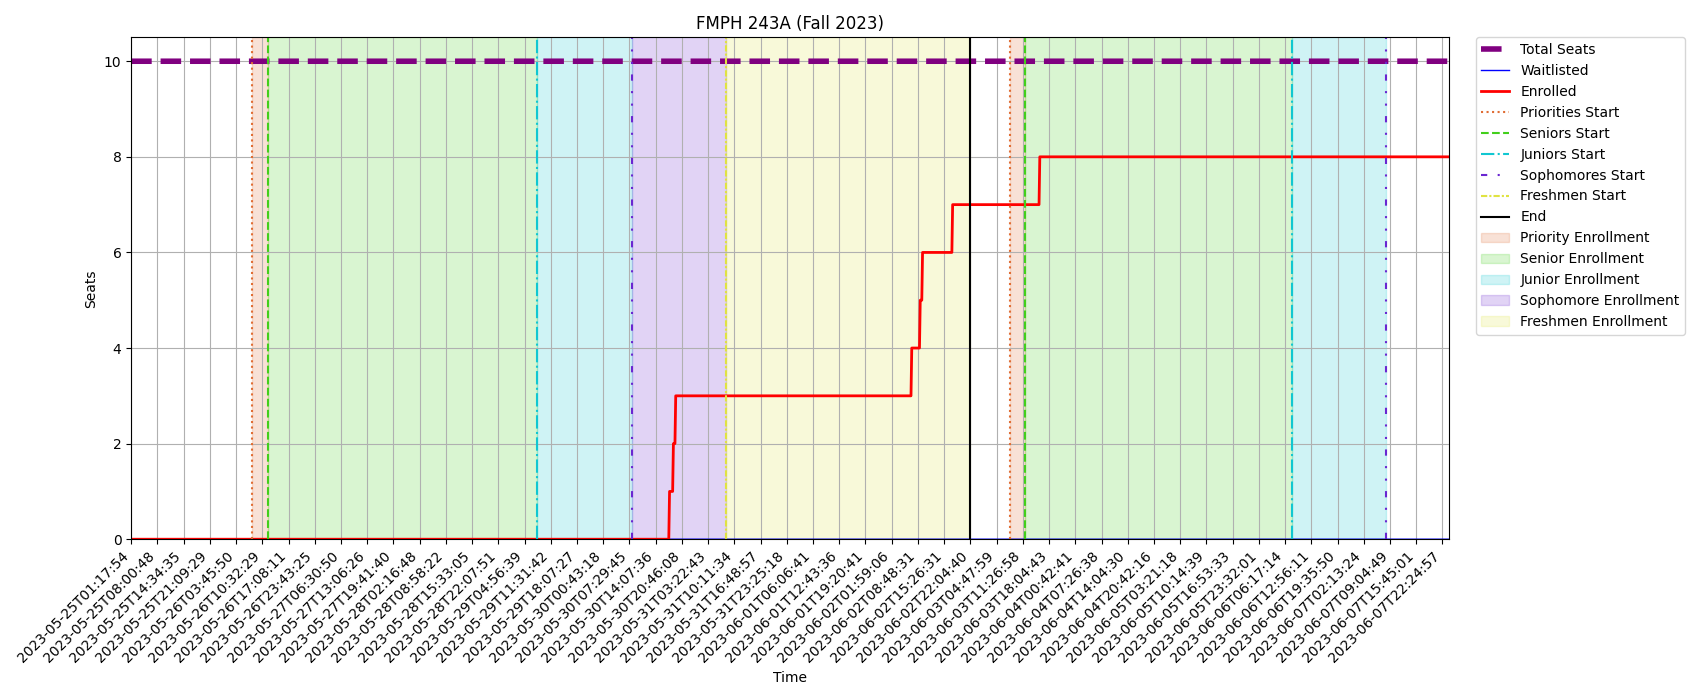 FMPH 243A (Fall 2023)
10
8
6
4
2
0
Seats
2023-05-25T01:17:54
2023-05-25T08:00:48
2023-05-25T14:34:35
2023-05-25T21:09:29
2023-05-26T03:45:50
2023-05-26T10:32:29
2023-05-26T17:08:11
2023-05-26T23:43:25
2023-05-27T06:30:50
2023-05-27T13:06:26
2023-05-27T19:41:40
2023-05-28T02:16:48
2023-05-28T08:58:22
2023-05-28T15:33:05
2023-05-28T22:07:51
2023-05-29T04:56:39
2023-05-29T11:31:42
2023-05-29T18:07:27
2023-05-30T00:43:18
2023-05-30T07:29:45
2023-05-30T14:07:36
2023-05-30T20:46:08
2023-05-31T03:22:43
2023-05-31T10:11:34
2023-05-31T16:48:57
2023-05-31T23:25:18
2023-06-01T06:06:41
2023-06-01T12:43:36
2023-06-01T19:20:41
2023-06-02T01:59:06
2023-06-02T08:48:31
2023-06-02T15:26:31
2023-06-02T22:04:40
2023-06-03T04:47:59
2023-06-03T11:26:58
2023-06-03T18:04:43
2023-06-04T00:42:41
2023-06-04T07:26:38
2023-06-04T14:04:30
2023-06-04T20:42:16
2023-06-05T03:21:18
2023-06-05T10:14:39
2023-06-05T16:53:33
2023-06-05T23:32:01
2023-06-06T06:17:14
2023-06-06T12:56:11
2023-06-06T19:35:50
2023-06-07T02:13:24
2023-06-07T09:04:49
2023-06-07T15:45:01
2023-06-07T22:24:57
Time
Total Seats
Waitlisted
Enrolled
Priorities Start
Seniors Start
Juniors Start
Sophomores Start
Freshmen Start
End
Priority Enrollment
Senior Enrollment
Junior Enrollment
Sophomore Enrollment
Freshmen Enrollment